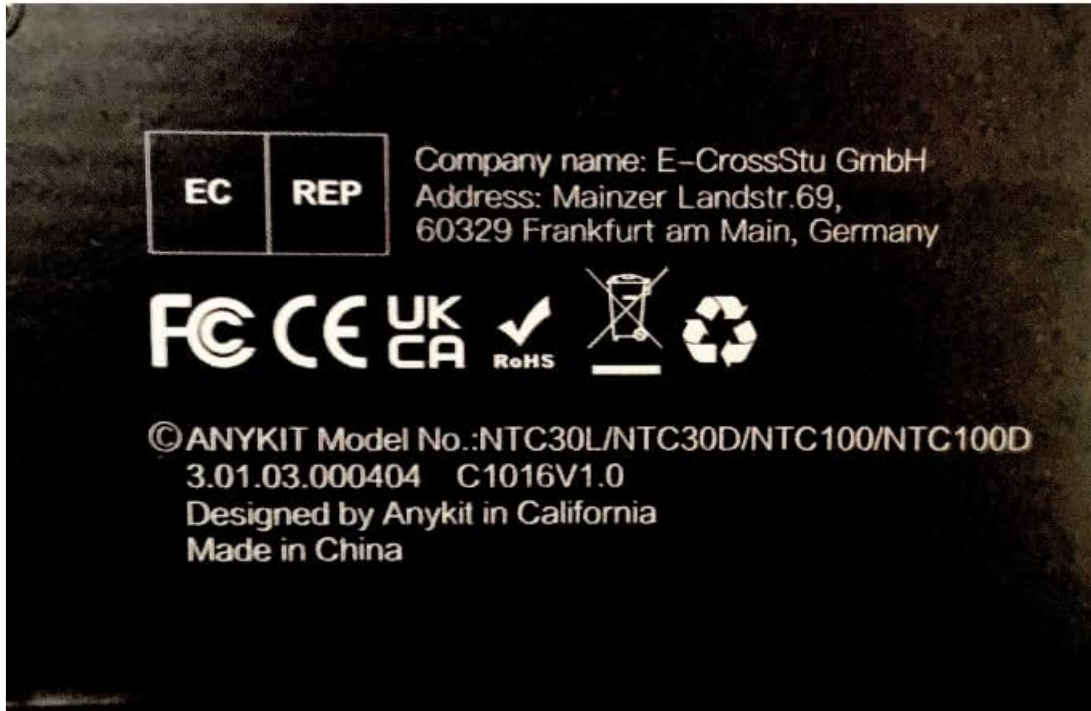 EC REP
Company name: E-CrossStu GmbH
Address: Mainzer Landstr.69,
60329 Frankfurt am Main, Germany
FC CE UK CA RoHS
© ANYKIT Model No.:NTC30L/NTC30D/NTC100/NTC100D
3.01.03.000404 C1016V1.0
Designed by Anykit in California
Made in China